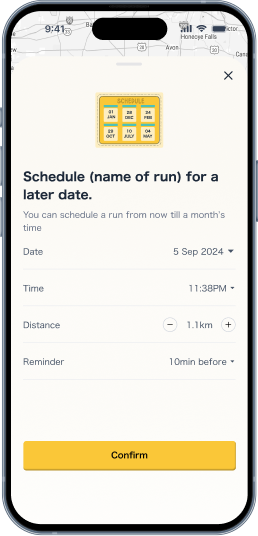 9:41
Avon
Honeoye Falls
SCHEDULE
01 JAN
28 DEC
24 FEB
29 OCT
10 JULY
04 MAY
Schedule (name of run) for a
later date.
You can schedule a run from now till a month's
time
Date 5 Sep 2024
Time 11:38PM
Distance − 1.1km +
Reminder 10min before
Confirm